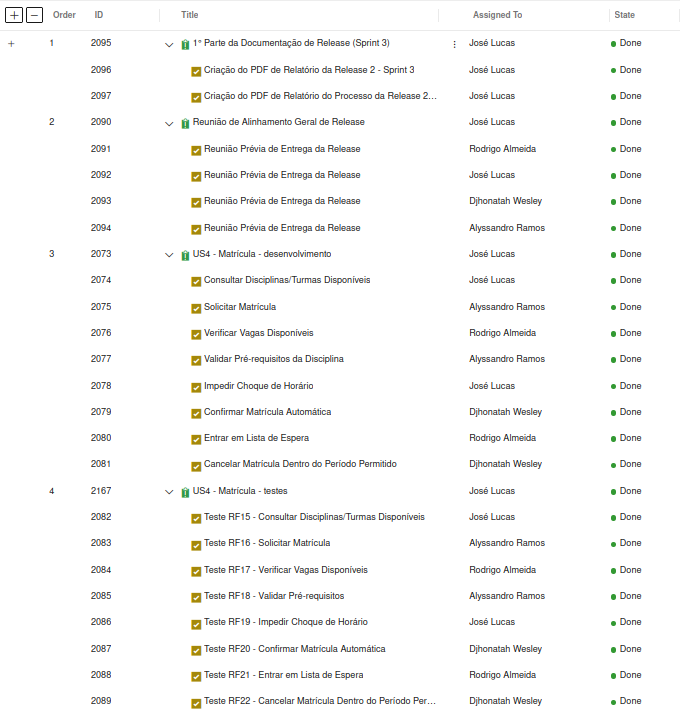 Order ID Title Assigned To State
1 2095 1° Parte da Documentação de Release (Sprint 3) José Lucas Done
2096 Criação do PDF de Relatório da Release 2 - Sprint 3 José Lucas Done
2097 Criação do PDF de Relatório do Processo da Release 2... José Lucas Done
2 2090 Reunião de Alinhamento Geral de Release José Lucas Done
2091 Reunião Prévia de Entrega da Release Rodrigo Almeida Done
2092 Reunião Prévia de Entrega da Release José Lucas Done
2093 Reunião Prévia de Entrega da Release Djhonatah Wesley Done
2094 Reunião Prévia de Entrega da Release Alyssandro Ramos Done
3 2073 US4 - Matrícula - desenvolvimento José Lucas Done
2074 Consultar Disciplinas/Turmas Disponíveis José Lucas Done
2075 Solicitar Matrícula Alyssandro Ramos Done
2076 Verificar Vagas Disponíveis Rodrigo Almeida Done
2077 Validar Pré-requisitos da Disciplina Alyssandro Ramos Done
2078 Impedir Choque de Horário José Lucas Done
2079 Confirmar Matrícula Automática Djhonatah Wesley Done
2080 Entrar em Lista de Espera Rodrigo Almeida Done
2081 Cancelar Matrícula Dentro do Período Permitido Djhonatah Wesley Done
4 2167 US4 - Matrícula - testes José Lucas Done
2082 Teste RF15 - Consultar Disciplinas/Turmas Disponíveis José Lucas Done
2083 Teste RF16 - Solicitar Matrícula Alyssandro Ramos Done
2084 Teste RF17 - Verificar Vagas Disponíveis Rodrigo Almeida Done
2085 Teste RF18 - Validar Pré-requisitos Alyssandro Ramos Done
2086 Teste RF19 - Impedir Choque de Horário José Lucas Done
2087 Teste RF20 - Confirmar Matrícula Automática Djhonatah Wesley Done
2088 Teste RF21 - Entrar em Lista de Espera Rodrigo Almeida Done
2089 Teste RF22 - Cancelar Matricula Dentro do Período Per... Djhonatah Wesley Done